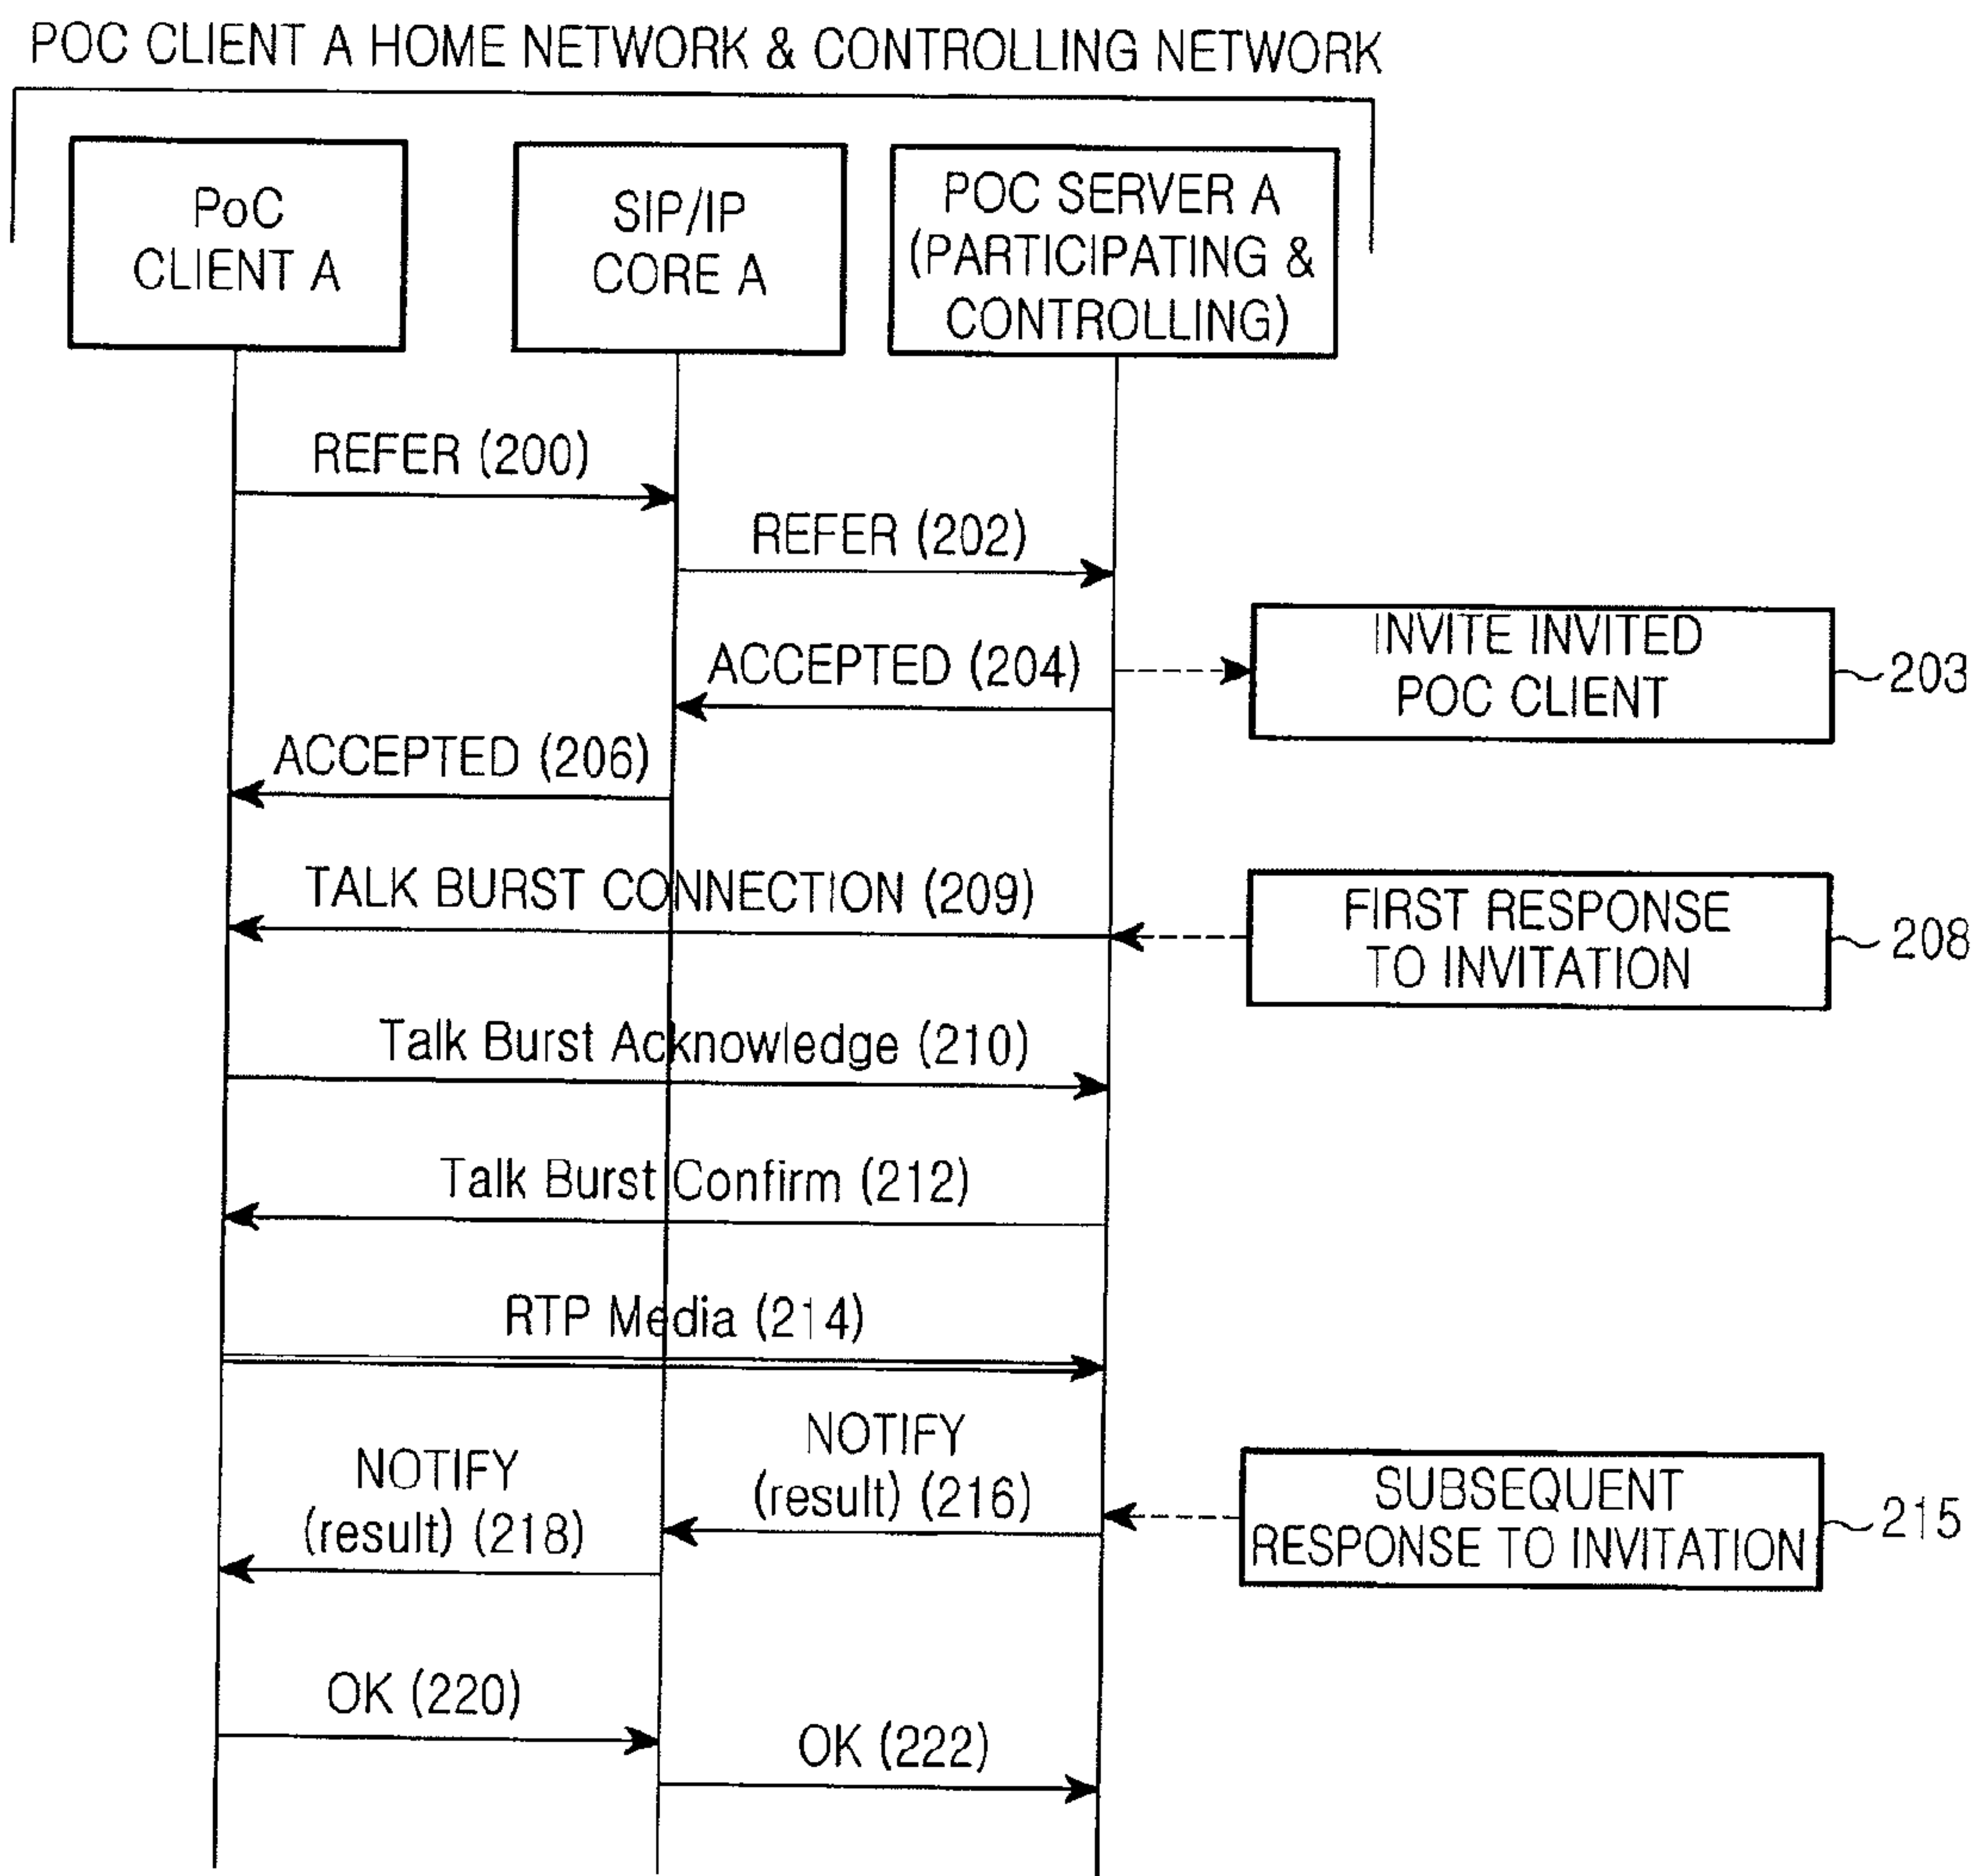 POC CLIENT A HOME NETWORK & CONTROLLING NETWORK
PoC
CLIENT A
SIP/IP
CORE A
POC SERVER A
(PARTICIPATING &
CONTROLLING)
REFER (200)
REFER (202)
INVITE INVITED
POC CLIENT
203
ACCEPTED (204)
ACCEPTED (206)
TALK BURST CONNECTION (209)
FIRST RESPONSE
TO INVITATION
208
Talk Burst Acknowledge (210)
Talk Burst Confirm (212)
RTP Media (214)
NOTIFY
(result) (216)
NOTIFY
(result) (218)
SUBSEQUENT
RESPONSE TO INVITATION
215
OK (220)
OK (222)